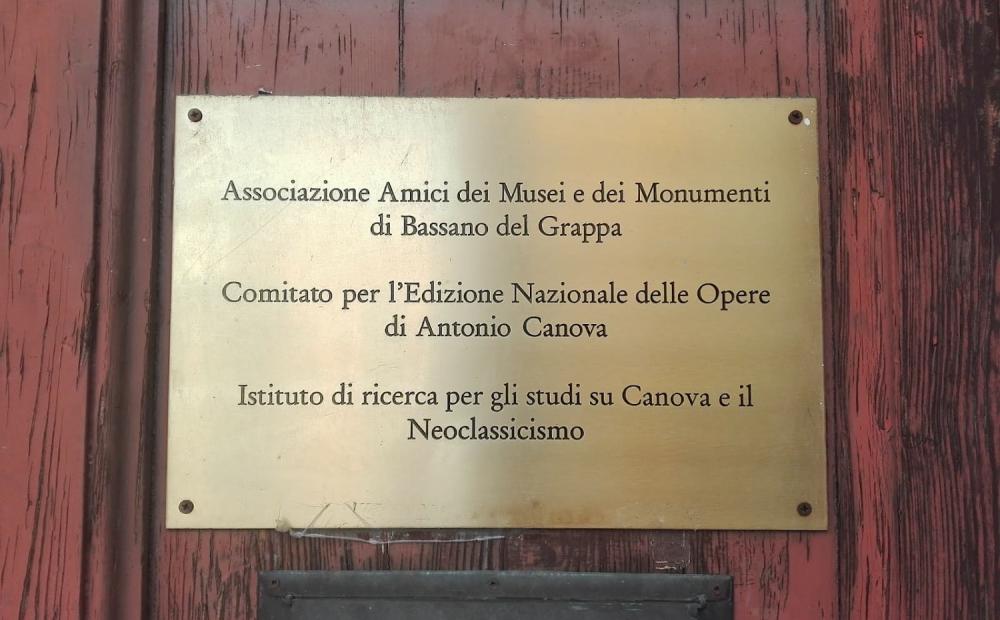 Associazione Amici dei Musei e dei Monumenti
di Bassano del Grappa
Comitato per l'Edizione Nazionale delle Opere
di Antonio Canova
Istituto di ricerca per gli studi su Canova e il
Neoclassicismo